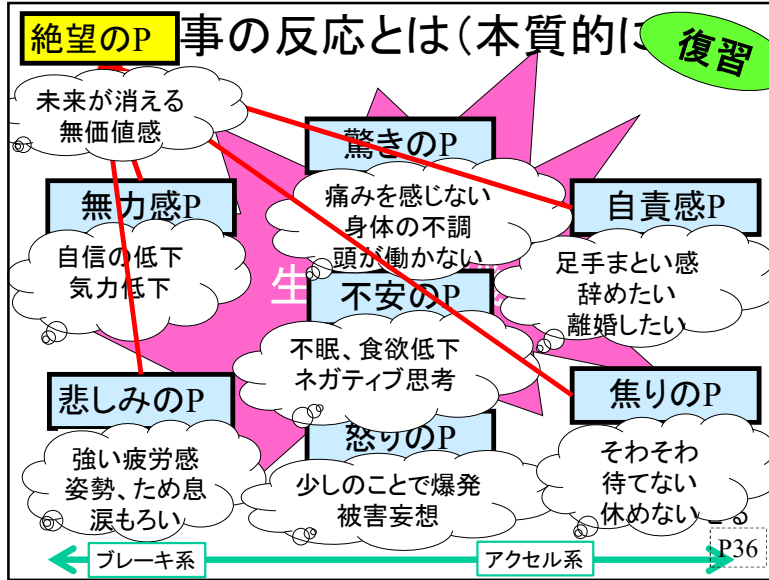 絶望のP
事の反応とは(本質的に
復習
未来が消える
無価値感
驚きのP
痛みを感じない
身体の不調
頭が働かない
無力感P
自信の低下
気力低下
自責感P
足手まとい感
辞めたい
離婚したい
生
不安のP
不眠、食欲低下
ネガティブ思考
悲しみのP
強い疲労感
姿勢、ため息
涙もろい
怒りのP
少しのことで爆発
被害妄想
焦りのP
そわそわ
待てない
休めない
ブレーキ系
アクセル系
P36